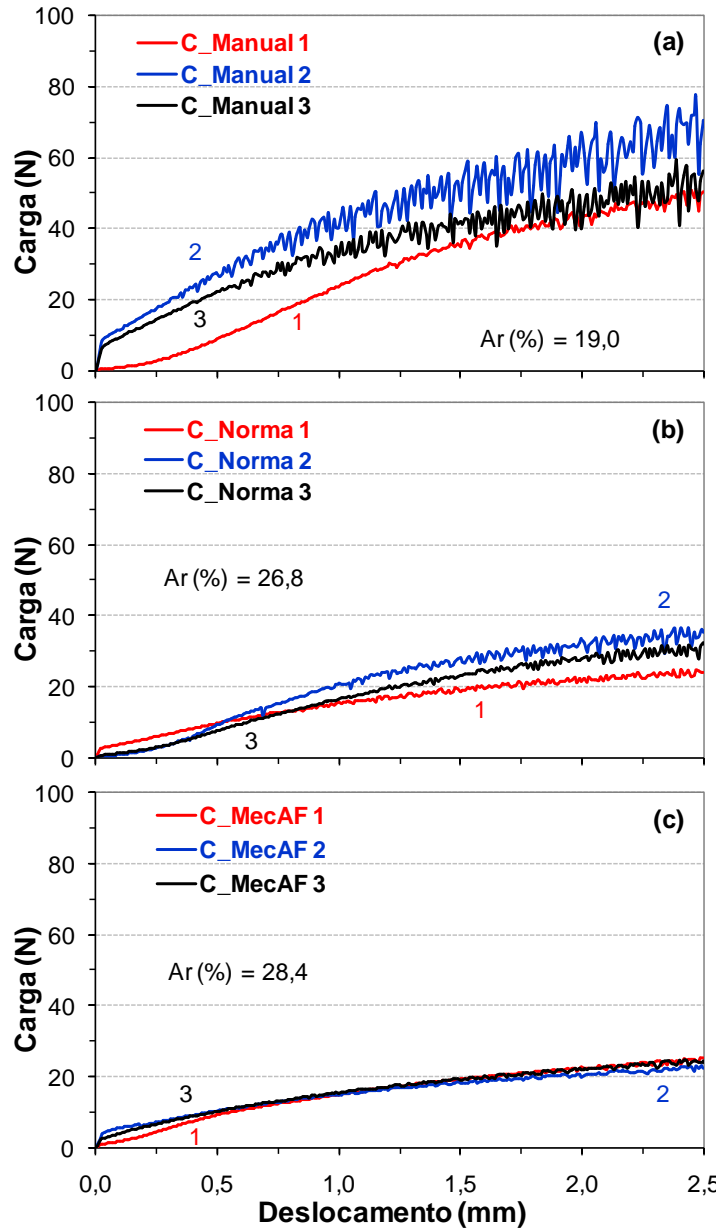 100
(a)
C_Manual 1
C_Manual 2
C_Manual 3
80
60
40
20
0
Carga (N)
2
3
1
Ar (%) = 19,0
100
(b)
C_Norma 1
C_Norma 2
C_Norma 3
80
60
40
20
0
Carga (N)
Ar (%) = 26,8
2
1
3
100
(c)
C_MecAF 1
C_MecAF 2
C_MecAF 3
80
60
40
20
0
Carga (N)
Ar (%) = 28,4
3
1
2
0,0 0,5 1,0 1,5 2,0 2,5
Deslocamento (mm)